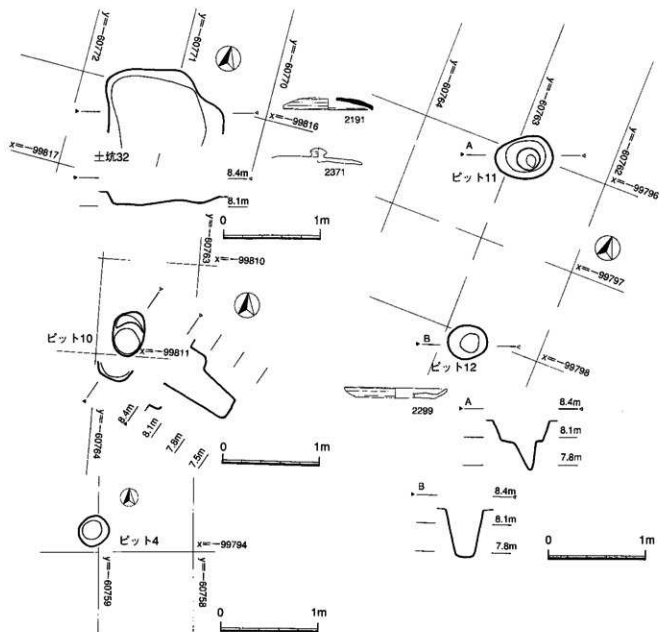 y=-60772
y=-60771
y=-60770
x=-99816
x=-99817
土坑32
2191
2371
8.4m
8.1m
0 1m
y=-60764
y=-60763
y=-60762
A
ピット11
x=-99796
x=-99797
B
ピット12
x=-99798
2299
A
8.4m
8.1m
7.8m
B
8.4m
8.1m
7.8m
0 1m
y=-60763
x=-99810
ピット10
x=-99811
8.4m
8.1m
7.8m
7.5m
y=-60764
0 1m
ピット4
x=-99794
y=-60759
y=-60758
0 1m